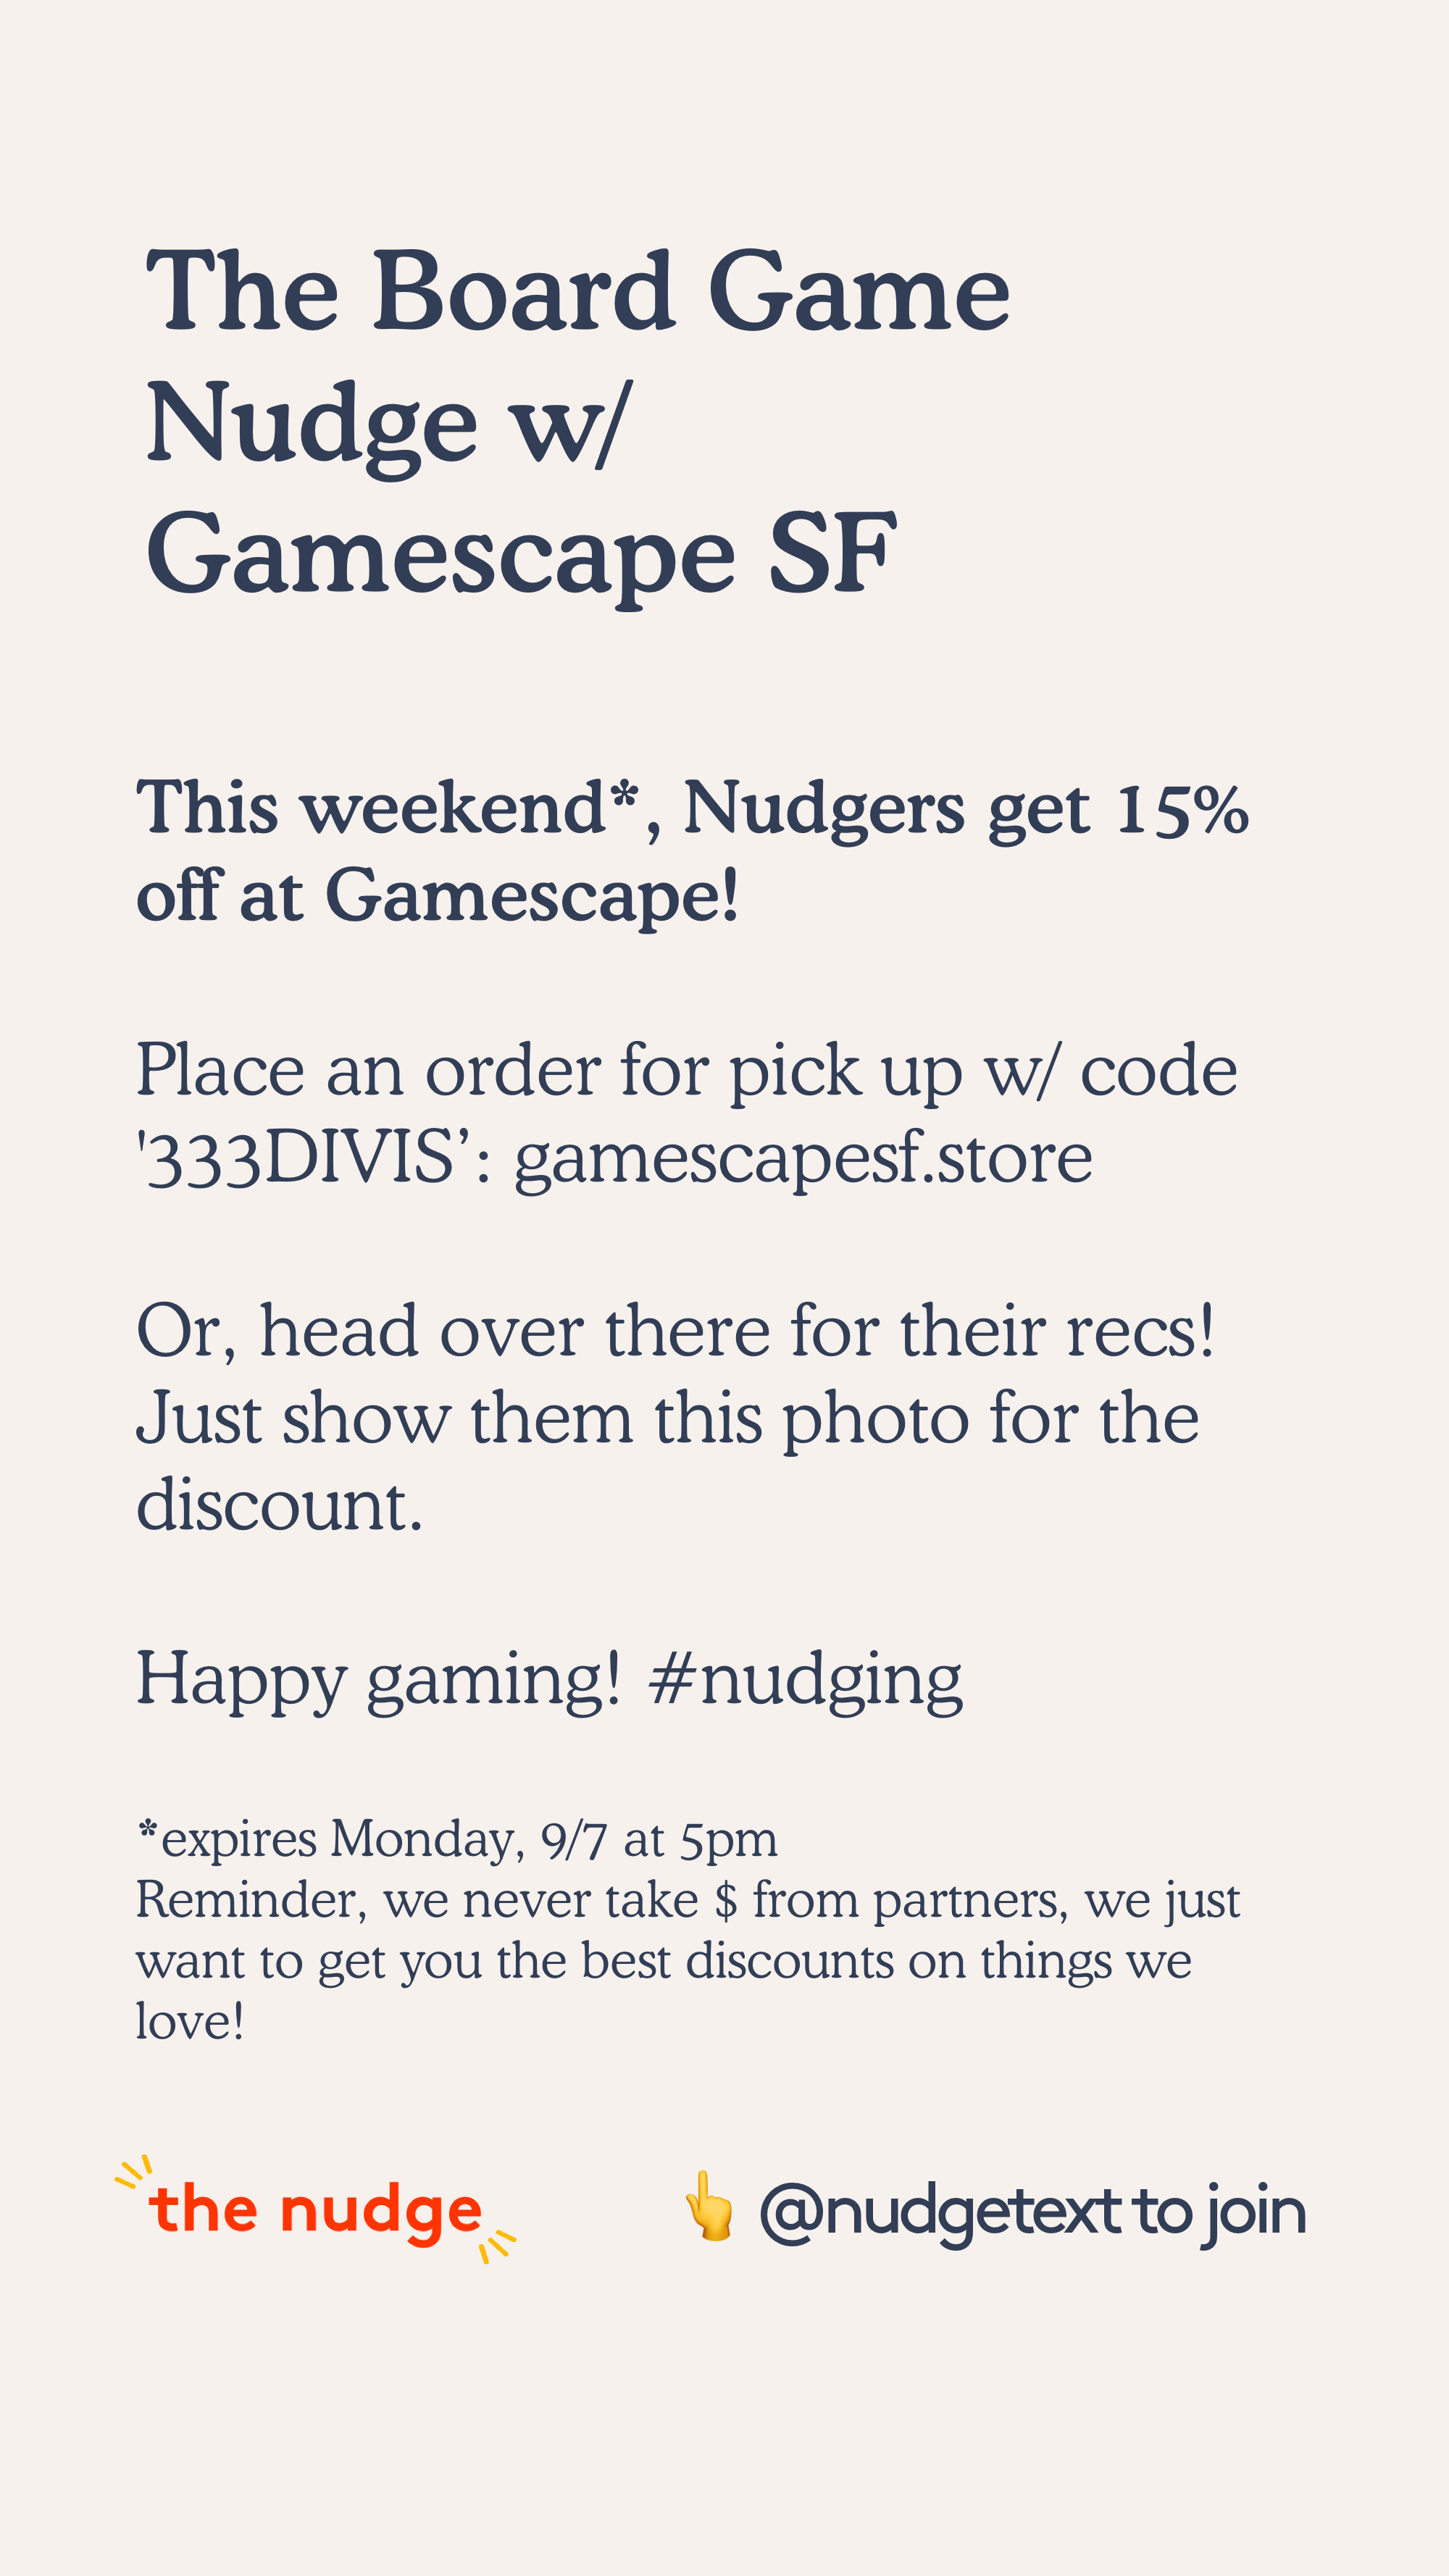 The Board Game
Nudge w/
Gamescape SF
This weekend*, Nudgers get 15%
off at Gamescape!
Place an order for pick up w/ code
'333DIVIS’: gamescapesf.store
Or, head over there for their recs!
Just show them this photo for the
discount.
Happy gaming! #nudging
*expires Monday, 9/7 at 5pm
Reminder, we never take $ from partners, we just
want to get you the best discounts on things we
love!
the nudge
👆 @nudgetext to join